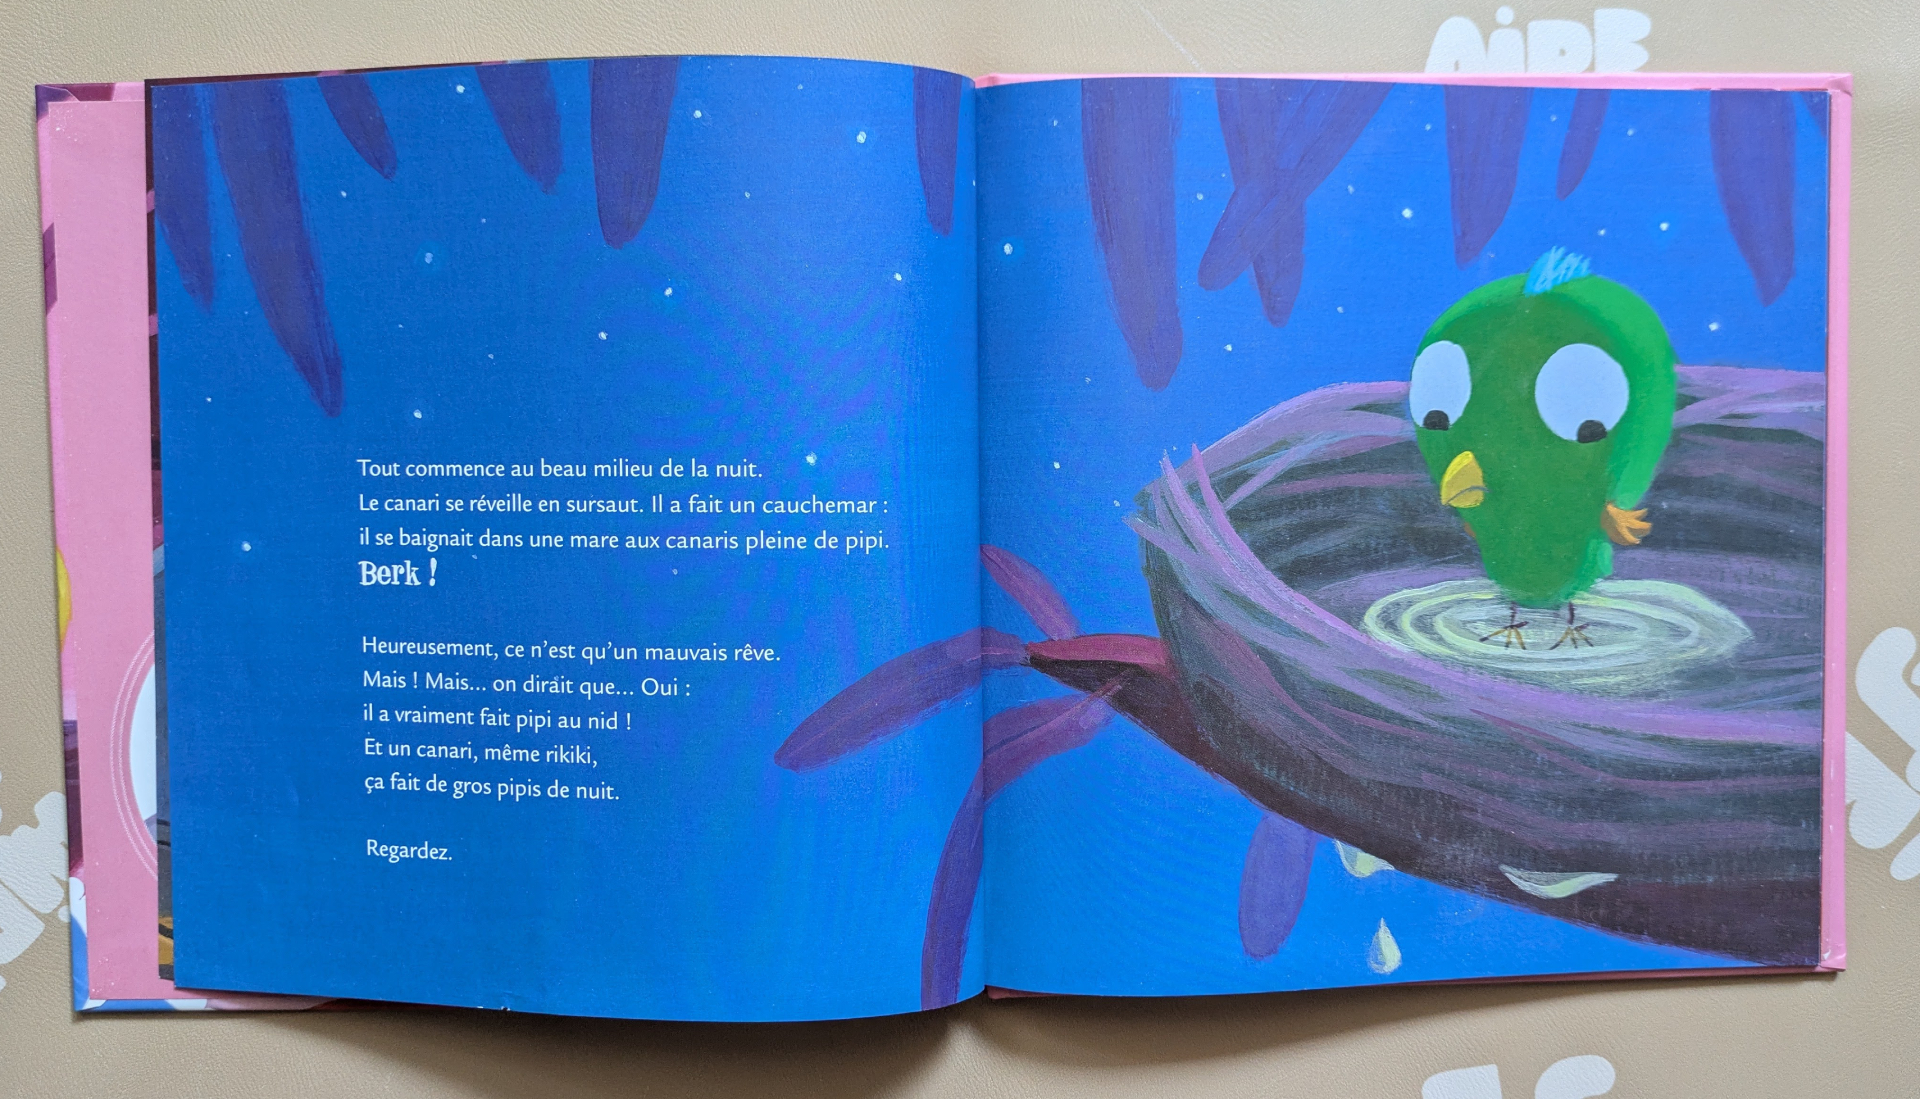 Tout commence au beau milieu de la nuit.
Le canari se réveille en sursaut. Il a fait un cauchemar :
il se baignait dans une mare aux canaris pleine de pipi.
Berk !
Heureusement, ce n’est qu’un mauvais rêve.
Mais ! Mais... on dirait que... Oui :
il a vraiment fait pipi au nid !
Et un canari, même rikiki,
ça fait de gros pipis de nuit.
Regardez.